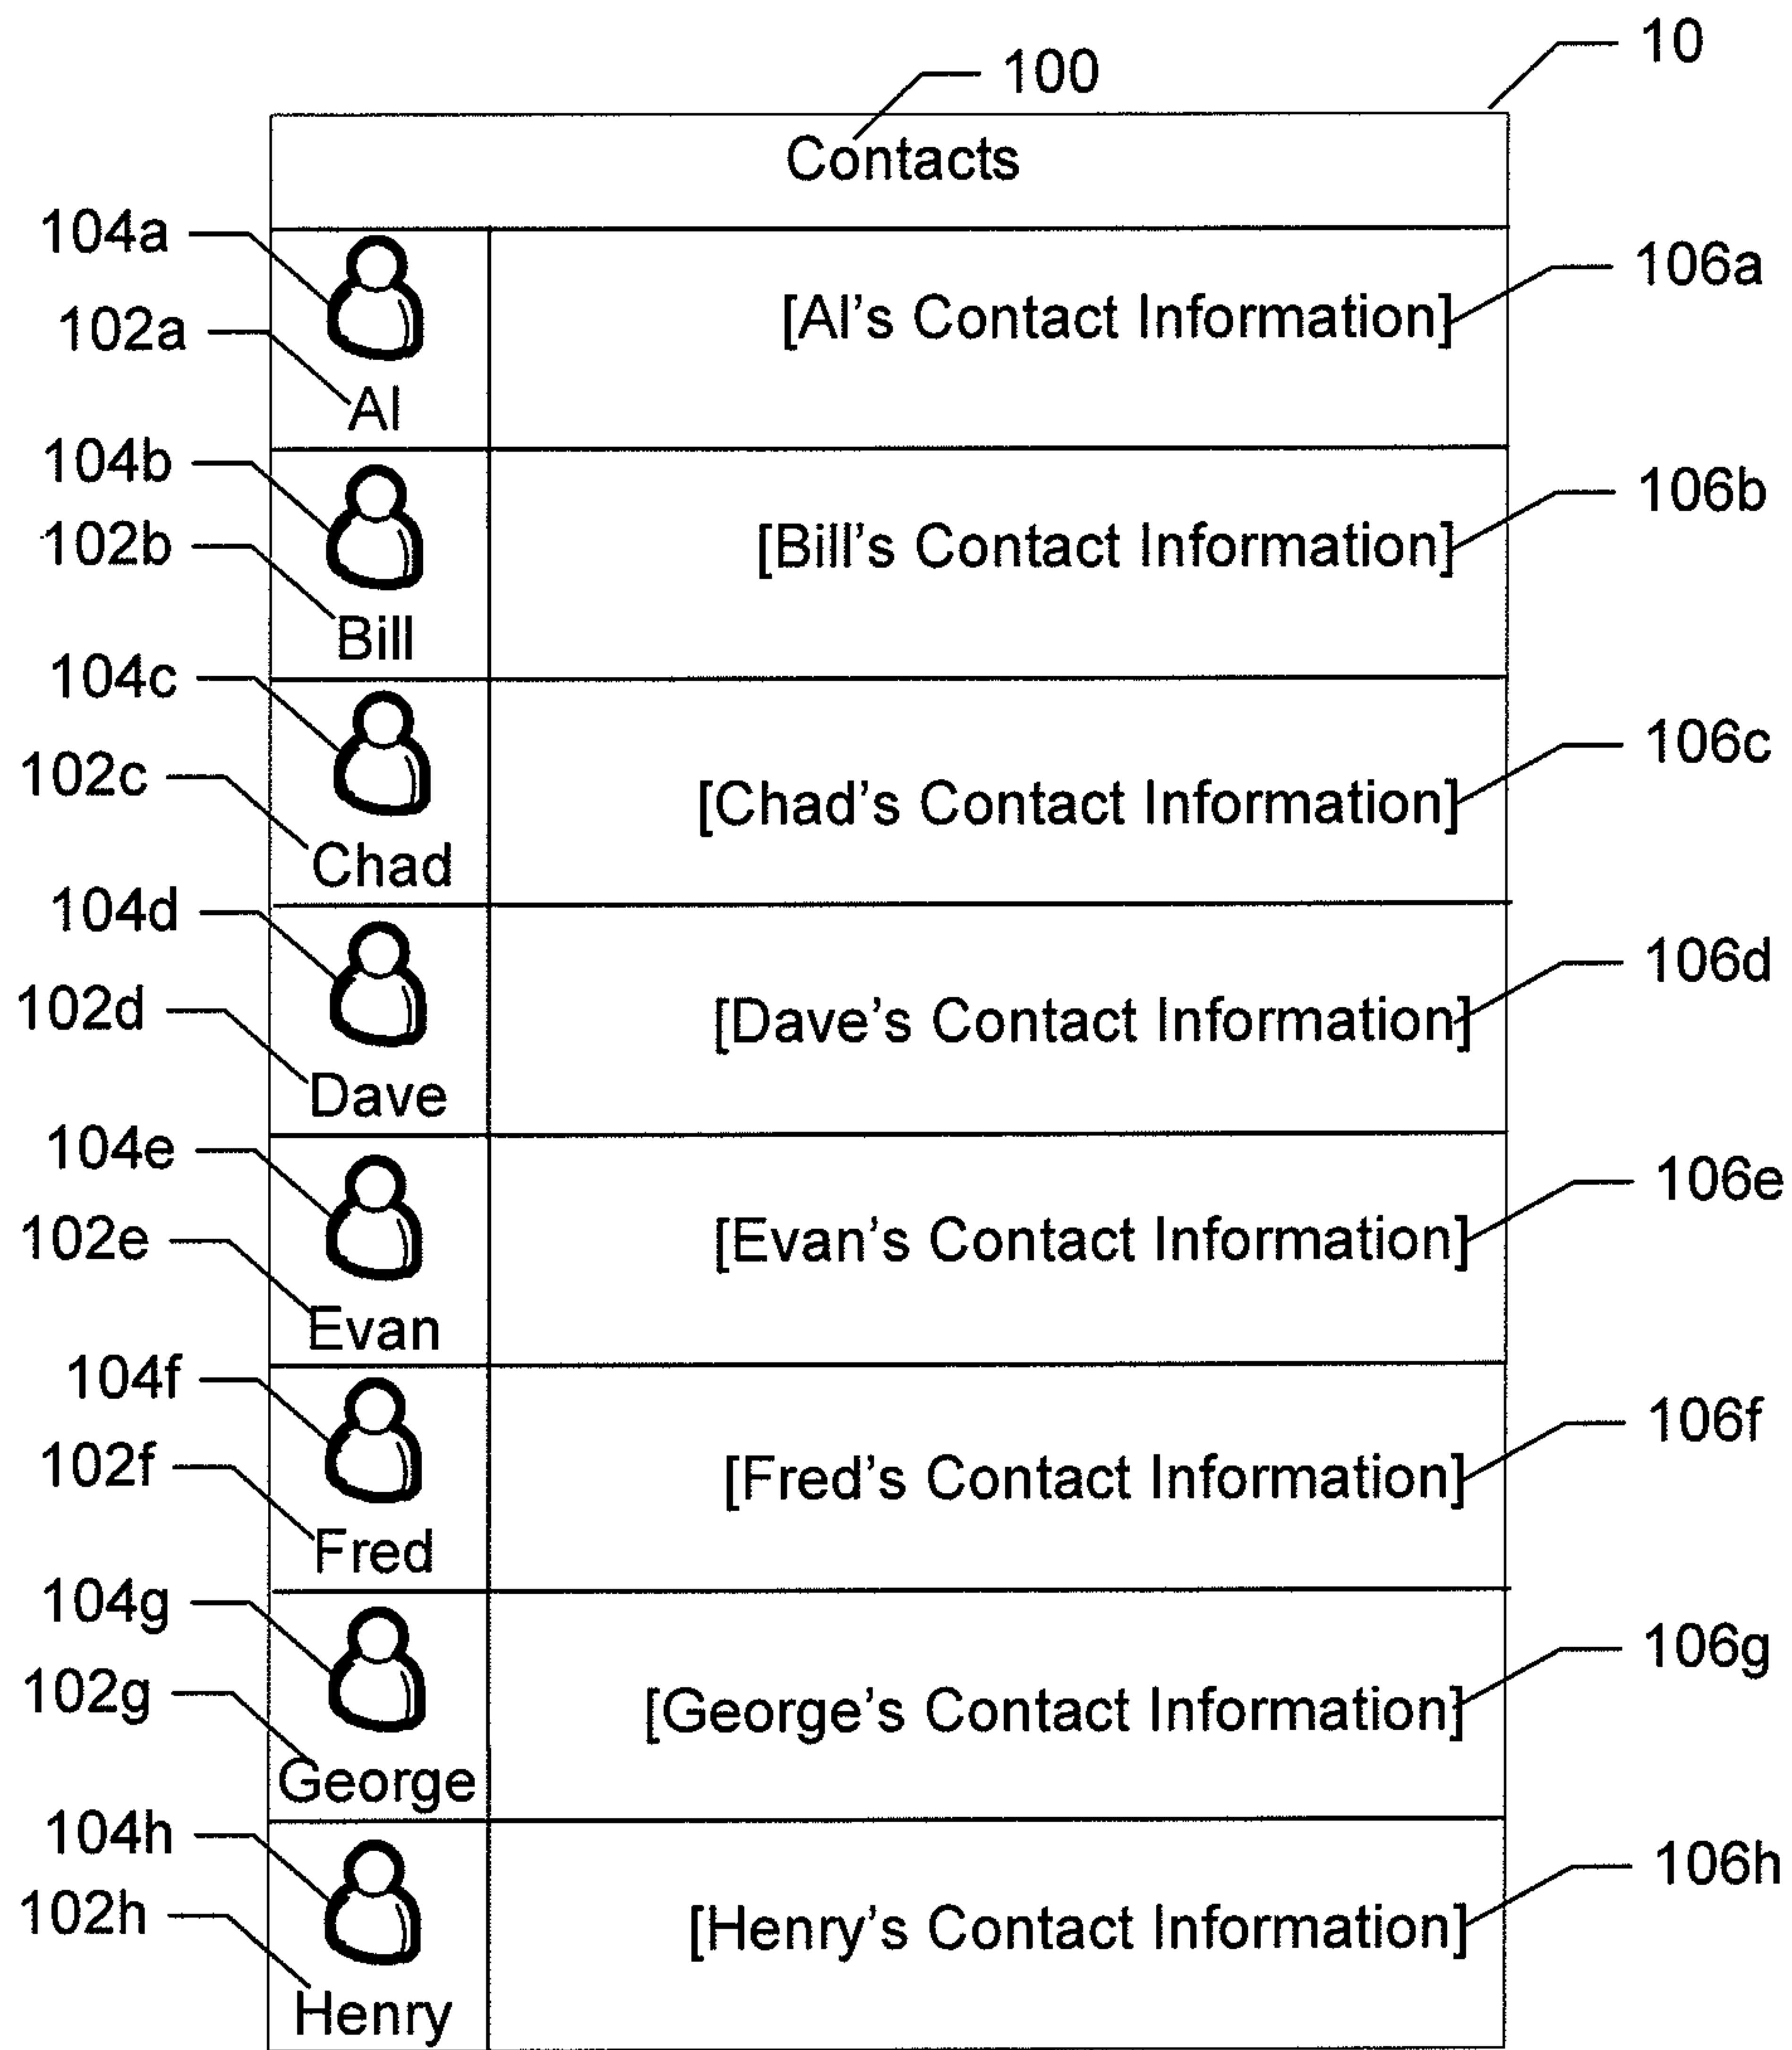 10
100
Contacts
104a
106a
[Al's Contact Information]
102a
Al
104b
106b
[Bill's Contact Information]
102b
Bill
104c
106c
[Chad's Contact Information]
102c
Chad
104d
106d
[Dave's Contact Information]
102d
Dave
104e
106e
[Evan's Contact Information]
102e
Evan
104f
106f
[Fred's Contact Information]
102f
Fred
104g
106g
[George's Contact Information]
102g
George
104h
106h
[Henry's Contact Information]
102h
Henry